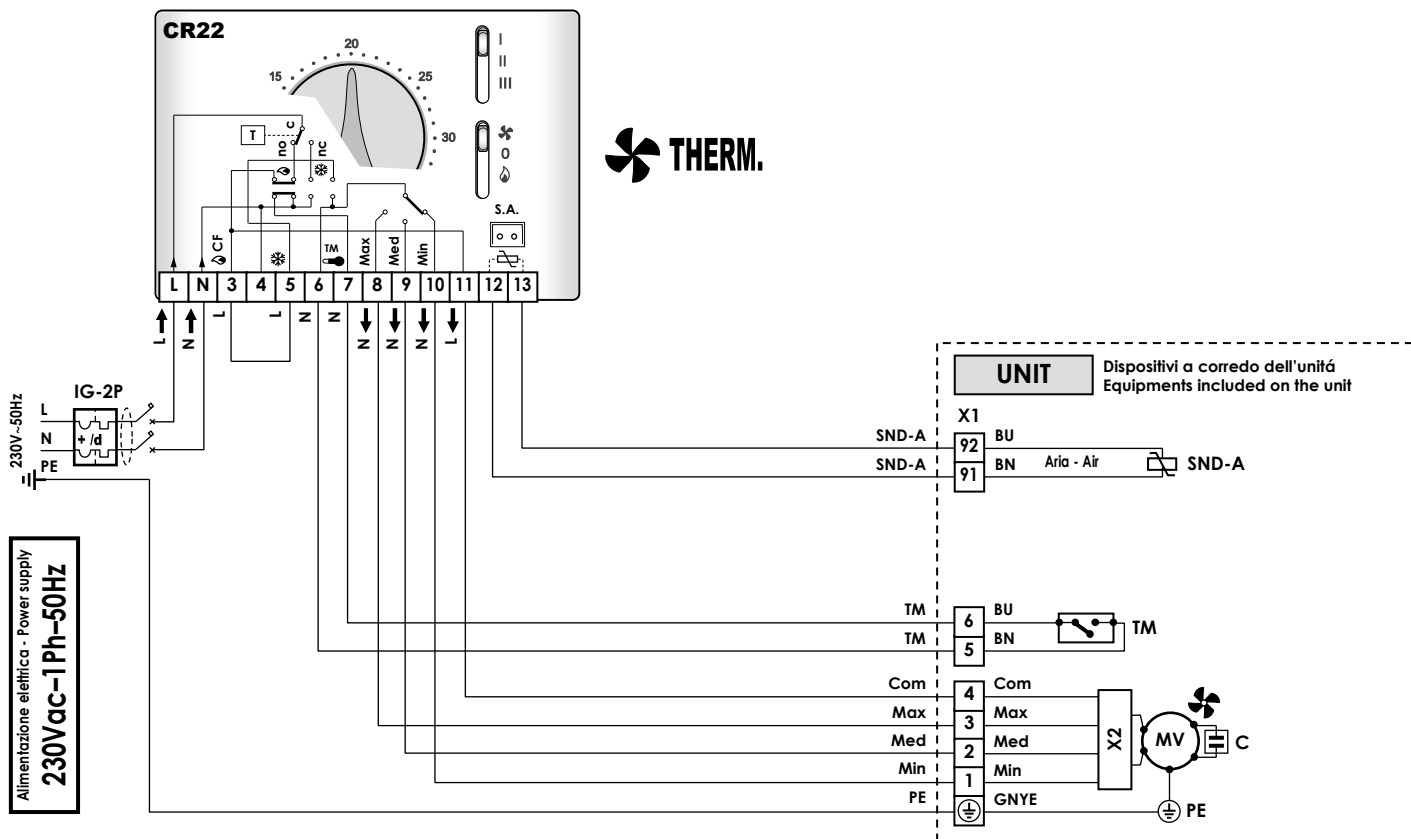 CR22
15
20
25
30
I
II
III
0
THERM.
T
c
no
nc
S.A.
CF
TM
Max
Med
Min
L N 3 4 5 6 7 8 9 10 11 12 13
L
N
L
L
N
N
N
N
N
L
IG-2P
230V~50Hz
L
N
PE
+ /d
Alimentazione elettrica - Power supply
230Vac–1Ph–50Hz
UNIT
Dispositivi a corredo dell'unitá
Equipments included on the unit
X1
SND-A 92 BU
SND-A 91 BN Aria - Air SND-A
TM 6 BU
TM 5 BN TM
Com 4 Com
Max 3 Max
Med 2 Med
Min 1 Min
PE GNYE
X2
MV
C
PE